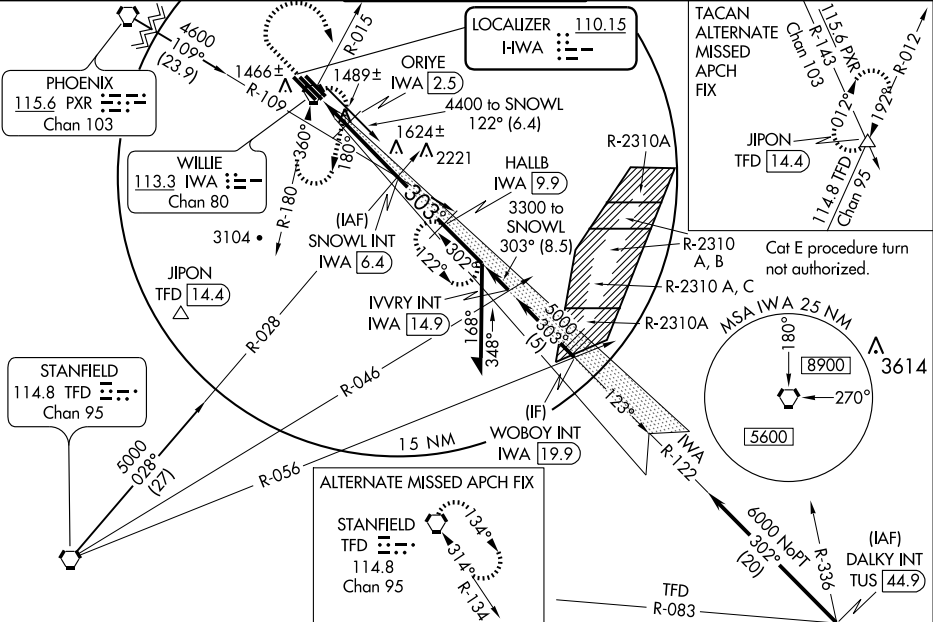 4600
109°
(23.9)
PHOENIX
115.6 PXR
Chan 103
1466±
R-109
R-015
1489±
LOCALIZER 110.15
I-IWA
ORIYE
IWA 2.5
4400 to SNOWL
122° (6.4)
1624±
2221
WILLIE
113.3 IWA
Chan 80
360°
180°
R-180
3104
HALLB
IWA 9.9
3300 to
SNOWL
303° (8.5)
303°
(IAF)
SNOWL INT
IWA 6.4
302°
122°
JIPON
TFD 14.4
IVVRY INT
IWA 14.9
168°
348°
R-028
R-046
R-056
STANFIELD
114.8 TFD
Chan 95
5000
028°
(27)
15 NM
R-2310A
R-2310
A, B
R-2310 A, C
R-2310A
5000
303°
(5)
(IF)
WOBOY INT
IWA 19.9
123°
IWA
R-122
6000 NoPT
302°
(20)
R-336
(IAF)
DALKY INT
TUS 44.9
TFD
R-083
ALTERNATE MISSED APCH FIX
STANFIELD
TFD
114.8
Chan 95
134°
314°
R-134
TACAN
ALTERNATE
MISSED
APCH
FIX
115.6 PXR
R-143
Chan 103
R-012
012°
192°
JIPON
TFD 14.4
114.8 TFD
Chan 95
Cat E procedure turn
not authorized.
MSA IWA 25 NM
180°
8900
270°
5600
3614